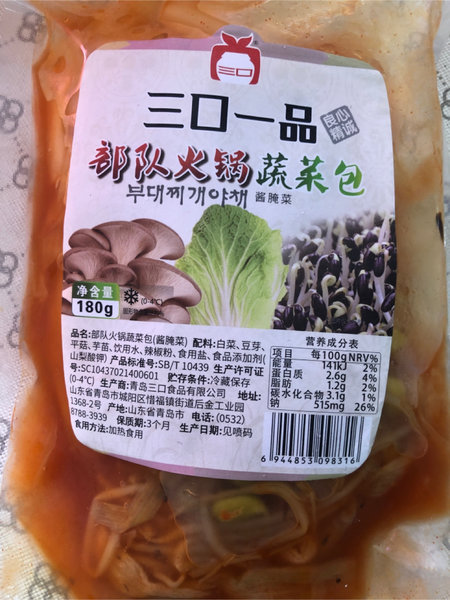 三口
三口一品
良心
精诚
部队火锅蔬菜包
부대찌개야채 酱腌菜
净含量
180g
(0-4℃)
品名:部队火锅蔬菜包(酱腌菜) 配料:白菜、豆芽、
平菇、芋苗、饮用水、辣椒粉、食用盐、食品添加剂(
山梨酸钾) 产品标准号:SB/T 10439 生产许可证编
号:SC10437021400601 贮存条件:冷藏保存
(0-4℃) 生产商:青岛三口食品有限公司 地址:
山东省青岛市城阳区惜福镇街道后金工业园
1368-2号 产地:山东省青岛市 电话:(0532)
8788-3939 保质期:3个月 生产日期:见喷码
食用方法:加热食用
营养成分表
项目 每100g NRV%
能量 141kJ 2%
蛋白质 2.6g 4%
脂肪 1.2g 2%
碳水化合物 3.1g 1%
钠 515mg 26%
6 944853 098316